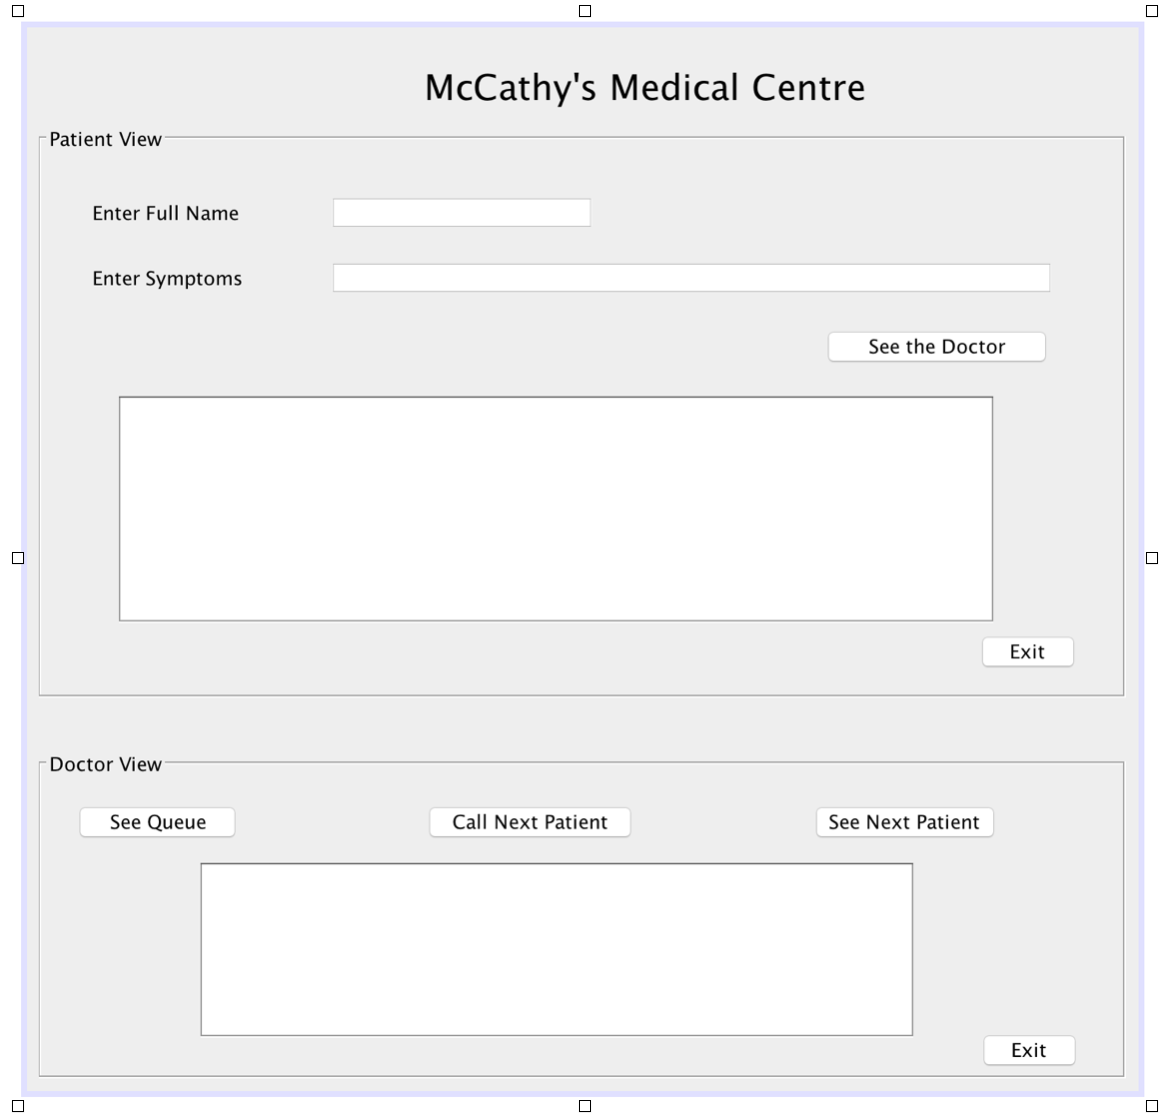 McCathy's Medical Centre
Patient View
Enter Full Name
Enter Symptoms
See the Doctor
Exit
Doctor View
See Queue
Call Next Patient
See Next Patient
Exit